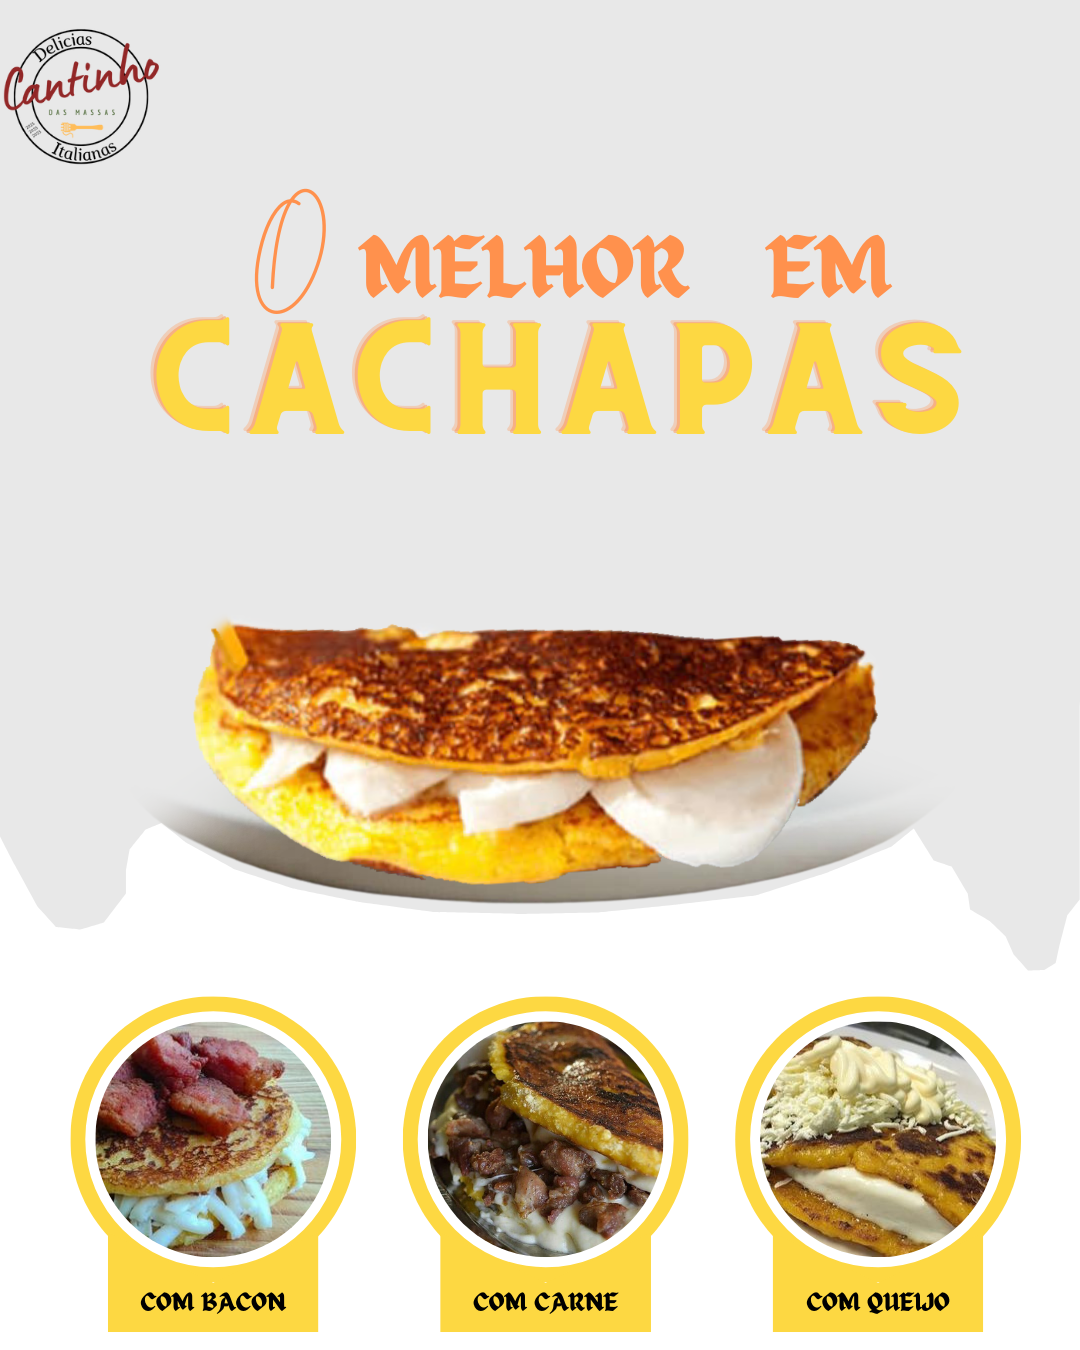 Delicias
Cantinho
DAS MASSAS
Italianas
O MELHOR EM
CACHAPAS
COM BACON
COM CARNE
COM QUEIJO